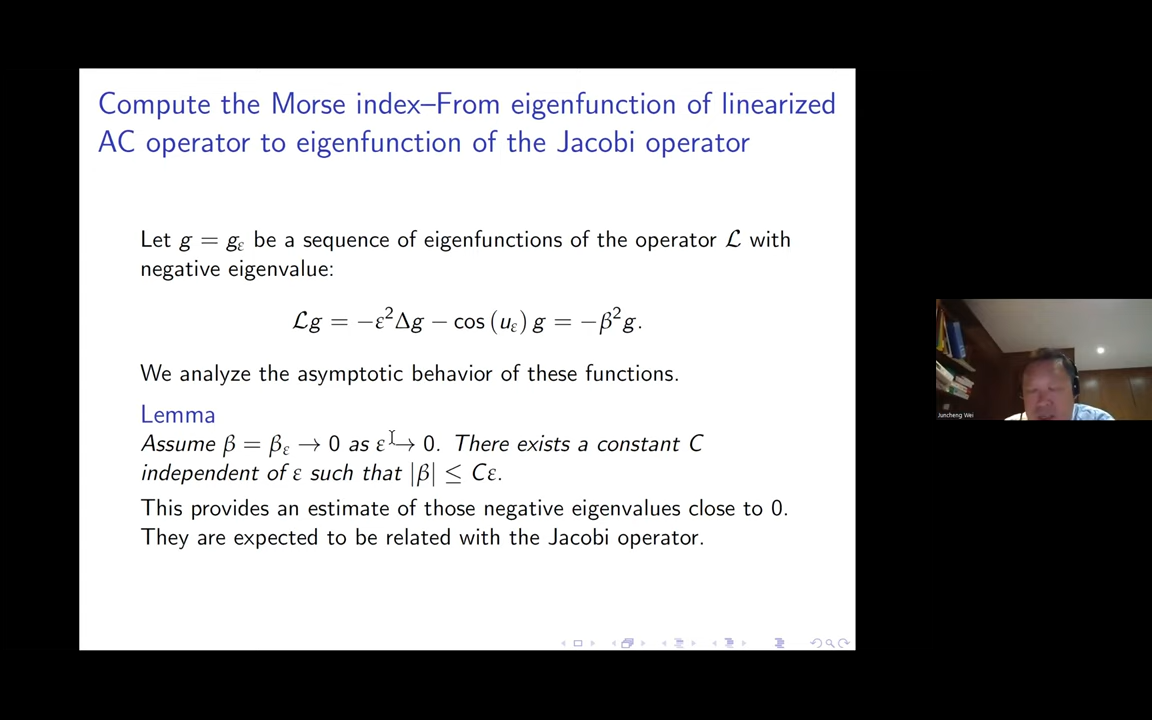 Compute the Morse index–From eigenfunction of linearized
AC operator to eigenfunction of the Jacobi operator
Let g = g_ε be a sequence of eigenfunctions of the operator ℒ with
negative eigenvalue:
ℒg = −ε²Δg − cos (u_ε) g = −β²g.
We analyze the asymptotic behavior of these functions.
Lemma
Assume β = β_ε → 0 as ε → 0. There exists a constant C
independent of ε such that |β| ≤ Cε.
This provides an estimate of those negative eigenvalues close to 0.
They are expected to be related with the Jacobi operator.
Juncheng Wei